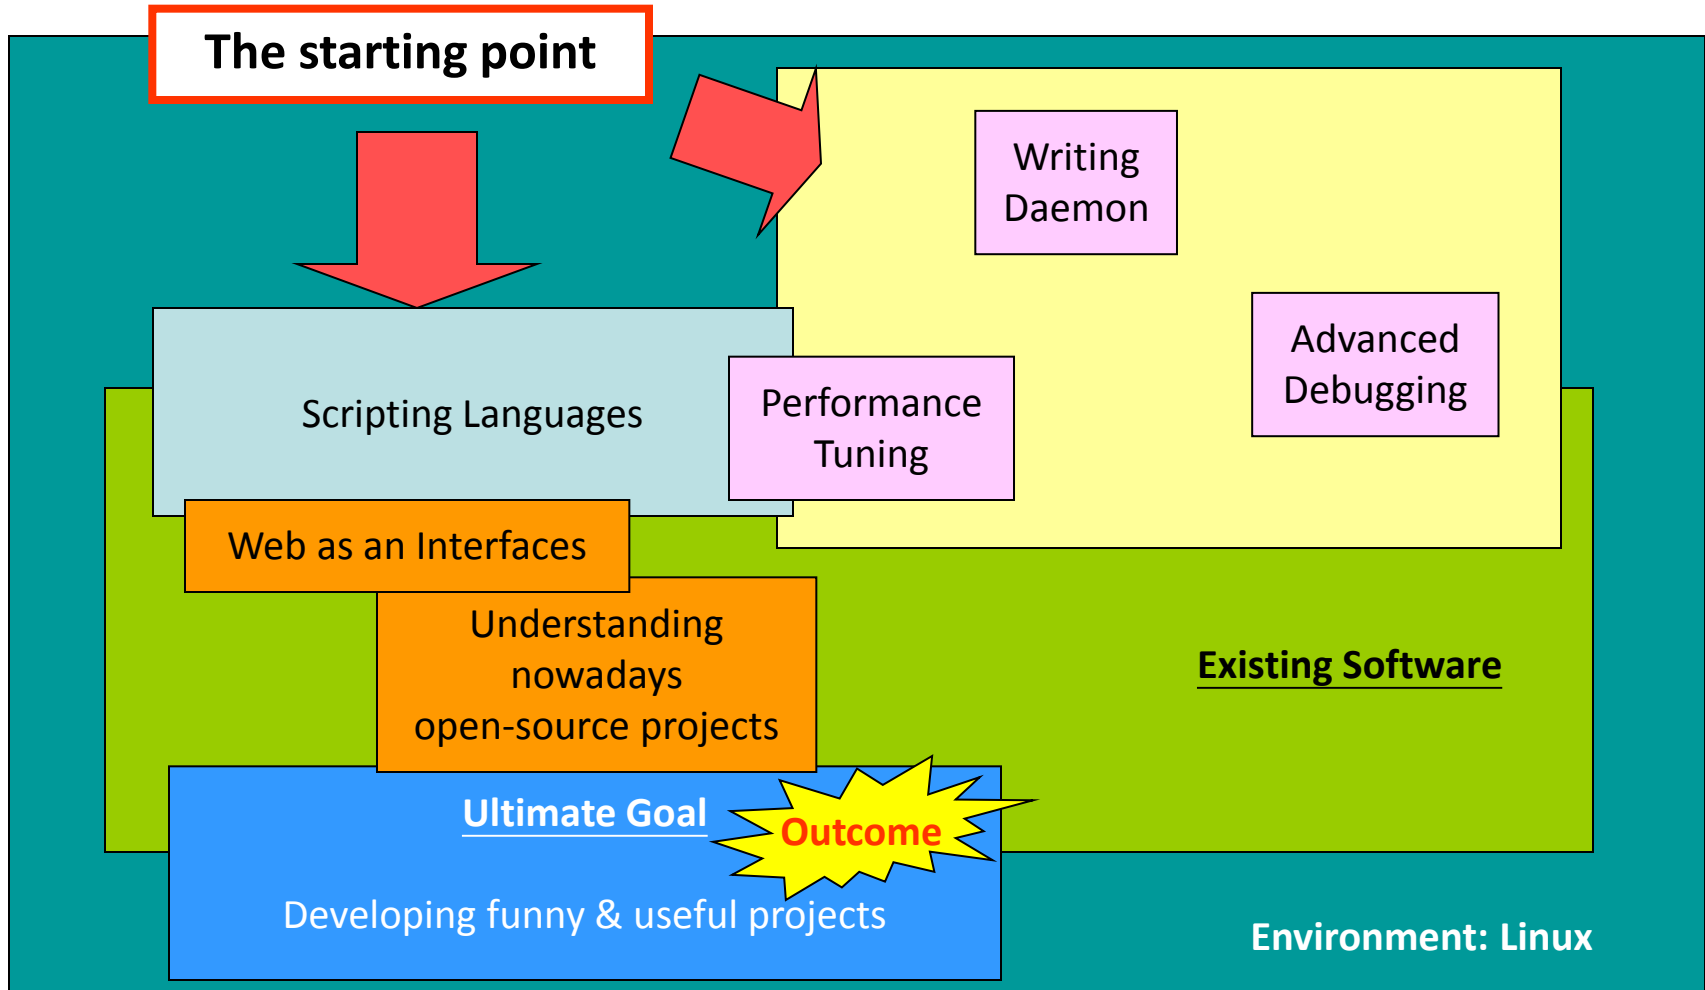 The starting point
Writing
Daemon
Advanced
Debugging
Scripting Languages
Performance
Tuning
Web as an Interfaces
Understanding
nowadays
open-source projects
Existing Software
Ultimate Goal
Outcome
Developing funny & useful projects
Environment: Linux